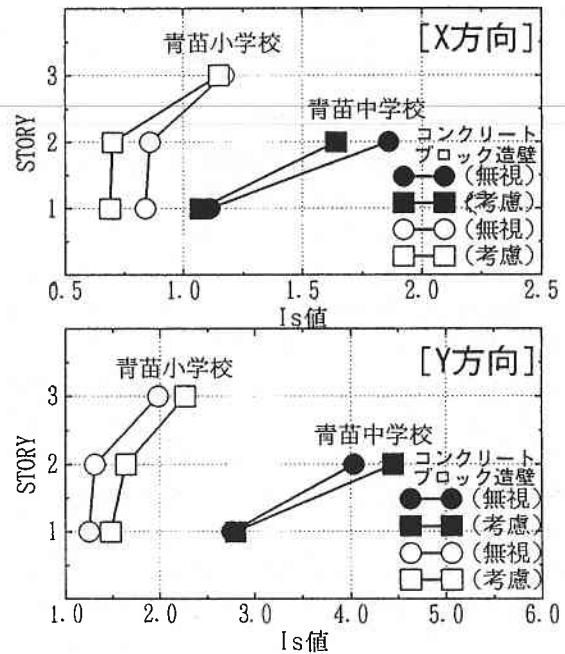 青苗小学校
[X方向]
青苗中学校
コンクリート
ブロック造壁
(無視)
(考慮)
(無視)
(考慮)
STORY
3
2
1
0.5 1.0 1.5 2.0 2.5
Is値
青苗小学校
[Y方向]
青苗中学校
コンクリート
ブロック造壁
(無視)
(考慮)
(無視)
(考慮)
STORY
3
2
1
1.0 2.0 3.0 4.0 5.0 6.0
Is値